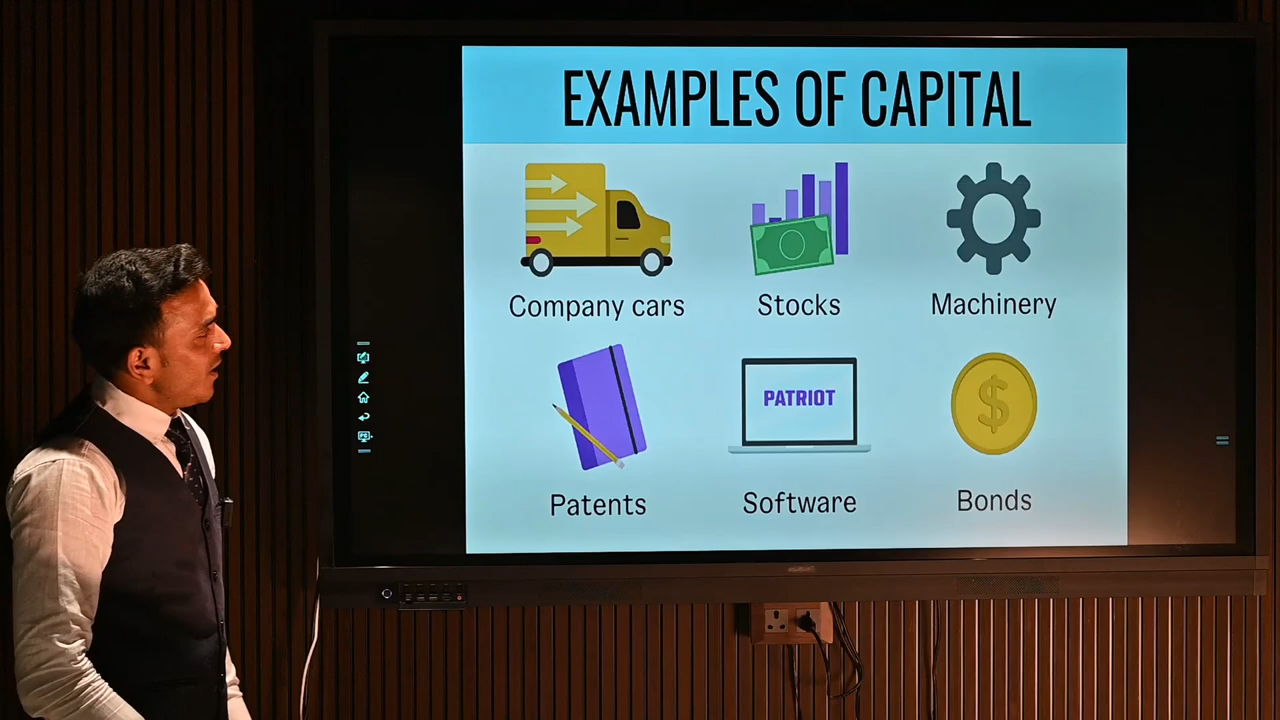 EXAMPLES OF CAPITAL
Company cars
Stocks
Machinery
PATRIOT
Patents
Software
Bonds